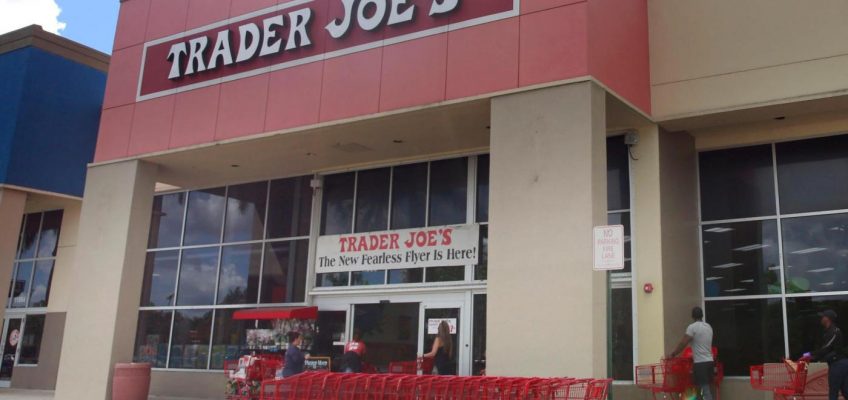 TRADER JOE'S
TRADER JOE'S
The New Fearless Flyer Is Here!
NO
PARKING
FIRE
LANE